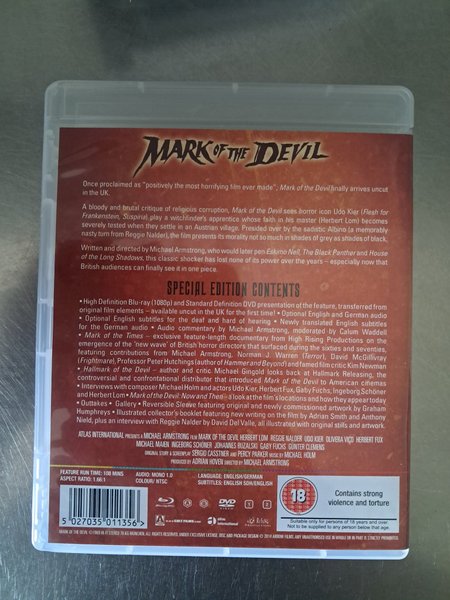 MARK OF THE DEVIL
Once proclaimed as "positively the most horrifying film ever made", Mark of the Devil finally arrives uncut
in the UK.
A bloody and brutal critique of religious corruption, Mark of the Devil sees horror icon Udo Kier (Flesh for
Frankenstein, Suspiria) play a witchfinder's apprentice whose faith in his master (Herbert Lom) becomes
severely tested when they settle in an Austrian village. Presided over by the sadistic Albino (a memorably
nasty turn from Reggie Nalder), the film presents its morality not so much in shades of grey as shades of black.
Written and directed by Michael Armstrong, who would later pen Eskimo Nell, The Black Panther and House
of the Long Shadows, this classic shocker has lost none of its power over the years – especially now that
British audiences can finally see it in one piece.
SPECIAL EDITION CONTENTS
• High Definition Blu-ray (1080p) and Standard Definition DVD presentation of the feature, transferred from
original film elements – available uncut in the UK for the first time! • Optional English and German audio
• Optional English subtitles for the deaf and hard of hearing • Newly translated English subtitles
for the German audio • Audio commentary by Michael Armstrong, moderated by Calum Waddell
• Mark of the Times – exclusive feature-length documentary from High Rising Productions on the
emergence of the 'new wave' of British horror directors that surfaced during the sixties and seventies,
featuring contributions from Michael Armstrong, Norman J. Warren (Terror), David McGillivray
(Frightmare), Professor Peter Hutchings (author of Hammer and Beyond) and famed film critic Kim Newman
• Hallmark of the Devil – author and critic Michael Gingold looks back at Hallmark Releasing, the
controversial and confrontational distributor that introduced Mark of the Devil to American cinemas
• Interviews with composer Michael Holm and actors Udo Kier, Herbert Fux, Gaby Fuchs, Ingeborg Schöner
and Herbert Lom • Mark of the Devil: Now and Then – a look at the film's locations and how they appear today
• Outtakes • Gallery • Reversible Sleeve featuring original and newly commissioned artwork by Graham
Humphreys • Illustrated collector's booklet featuring new writing on the film by Adrian Smith and Anthony
Nield, plus an interview with Reggie Nalder by David Del Valle, all illustrated with original stills and artwork
ATLAS INTERNATIONAL PRESENTS A MICHAEL ARMSTRONG FILM MARK OF THE DEVIL HERBERT LOM REGGIE NALDER UDO KIER OLIVERA VUCO HERBERT FUX
MICHAEL MAIEN INGEBORG SCHÖNER JOHANNES BUZALSKI GABY FUCHS GÜNTER CLEMENS
SCREENPLAY BY SERGIO CASSTNER AND PERCY PARKER MUSIC BY MICHAEL HOLM
PRODUCED BY ADRIAN HOVEN DIRECTED BY MICHAEL ARMSTRONG
FEATURE RUN TIME: 108 MINS
ASPECT RATIO: 1.66:1
AUDIO: MONO 1.0
COLOUR/ NTSC
LANGUAGE: ENGLISH/GERMAN
SUBTITLES: ENGLISH SDH/ENGLISH
5 027035 011356 >
18
Contains strong
violence and torture
Suitable only for persons of 18 years and over.
Not to be supplied to any person below that age.